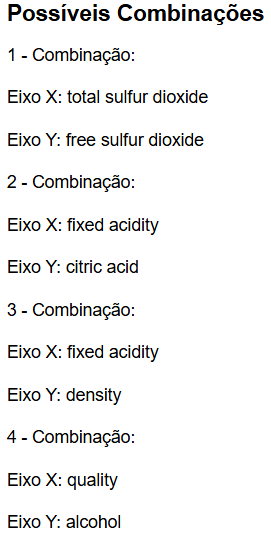 Possíveis Combinações
1 - Combinação:
Eixo X: total sulfur dioxide
Eixo Y: free sulfur dioxide
2 - Combinação:
Eixo X: fixed acidity
Eixo Y: citric acid
3 - Combinação:
Eixo X: fixed acidity
Eixo Y: density
4 - Combinação:
Eixo X: quality
Eixo Y: alcohol